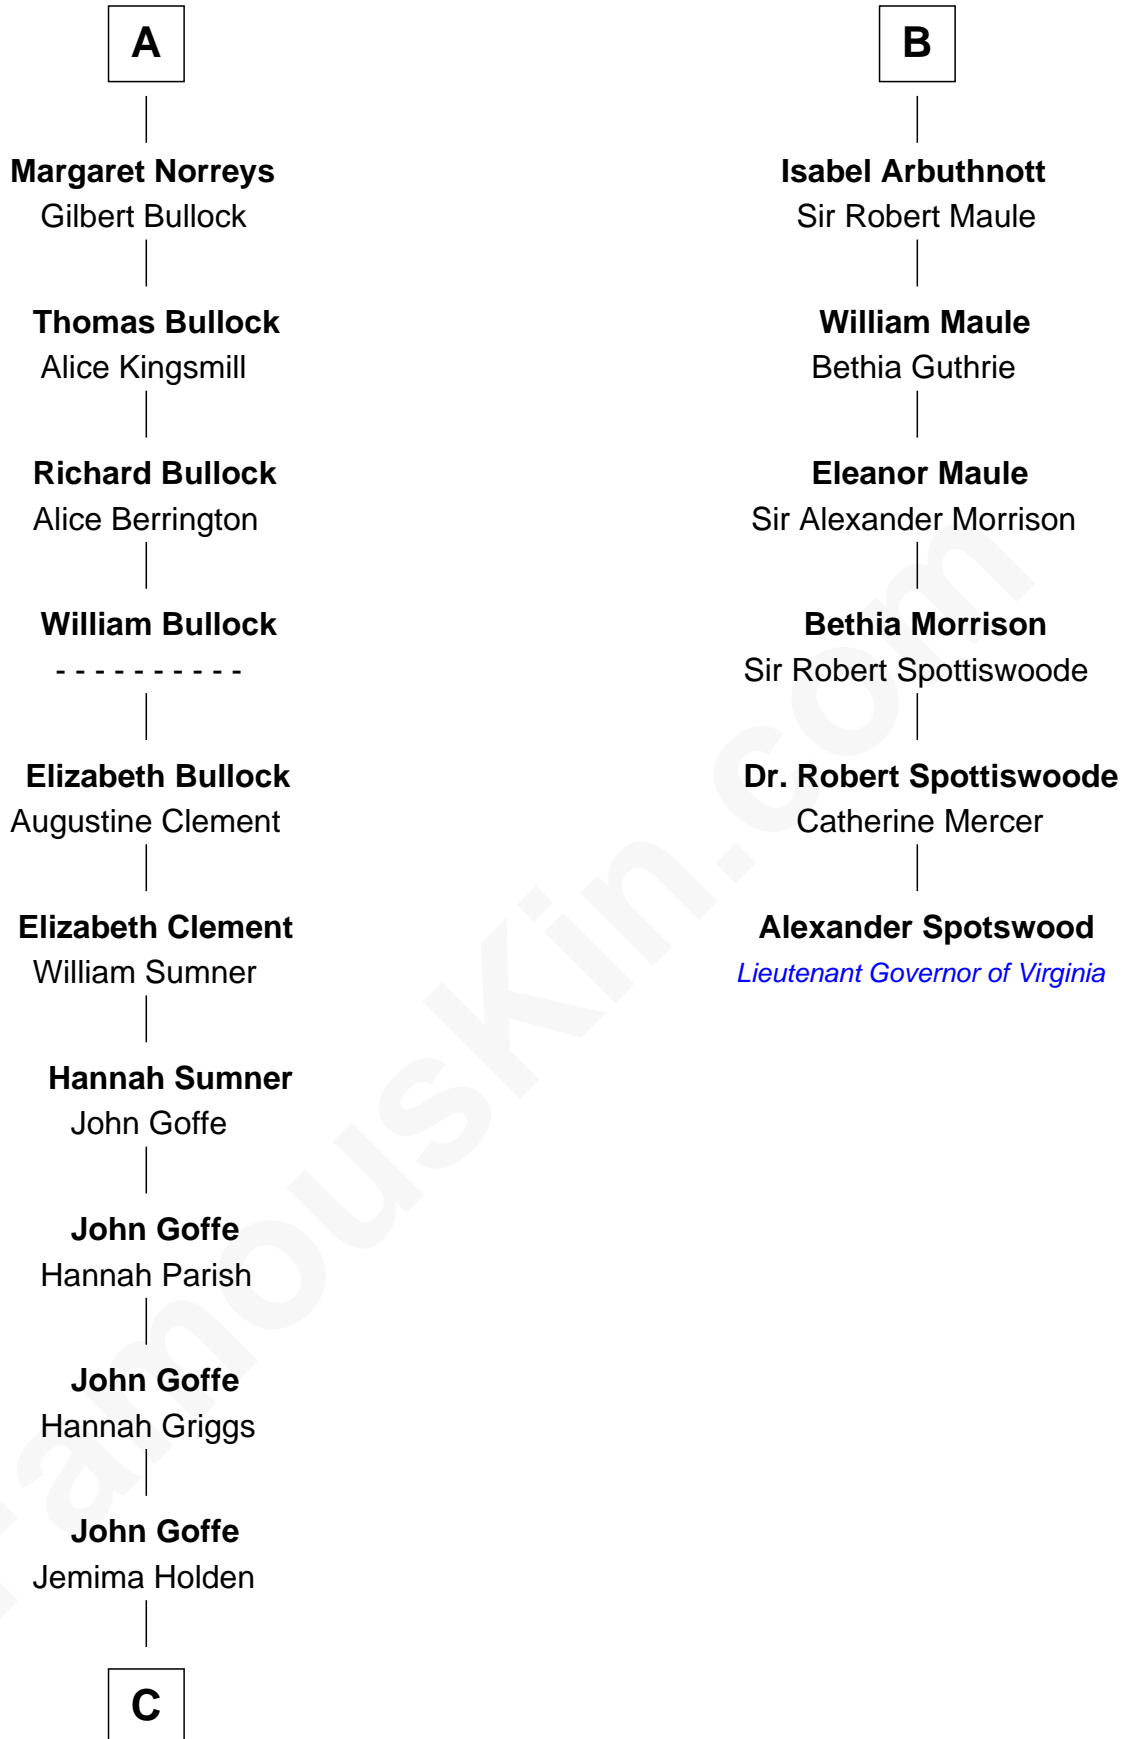 A
Margaret Norreys
Gilbert Bullock
Thomas Bullock
Alice Kingsmill
Richard Bullock
Alice Berrington
William Bullock
- - - - - - - - - -
Elizabeth Bullock
Augustine Clement
Elizabeth Clement
William Sumner
Hannah Sumner
John Goffe
John Goffe
Hannah Parish
John Goffe
Hannah Griggs
John Goffe
Jemima Holden
C
B
Isabel Arbuthnott
Sir Robert Maule
William Maule
Bethia Guthrie
Eleanor Maule
Sir Alexander Morrison
Bethia Morrison
Sir Robert Spottiswoode
Dr. Robert Spottiswoode
Catherine Mercer
Alexander Spotswood
Lieutenant Governor of Virginia
FamousKin.com